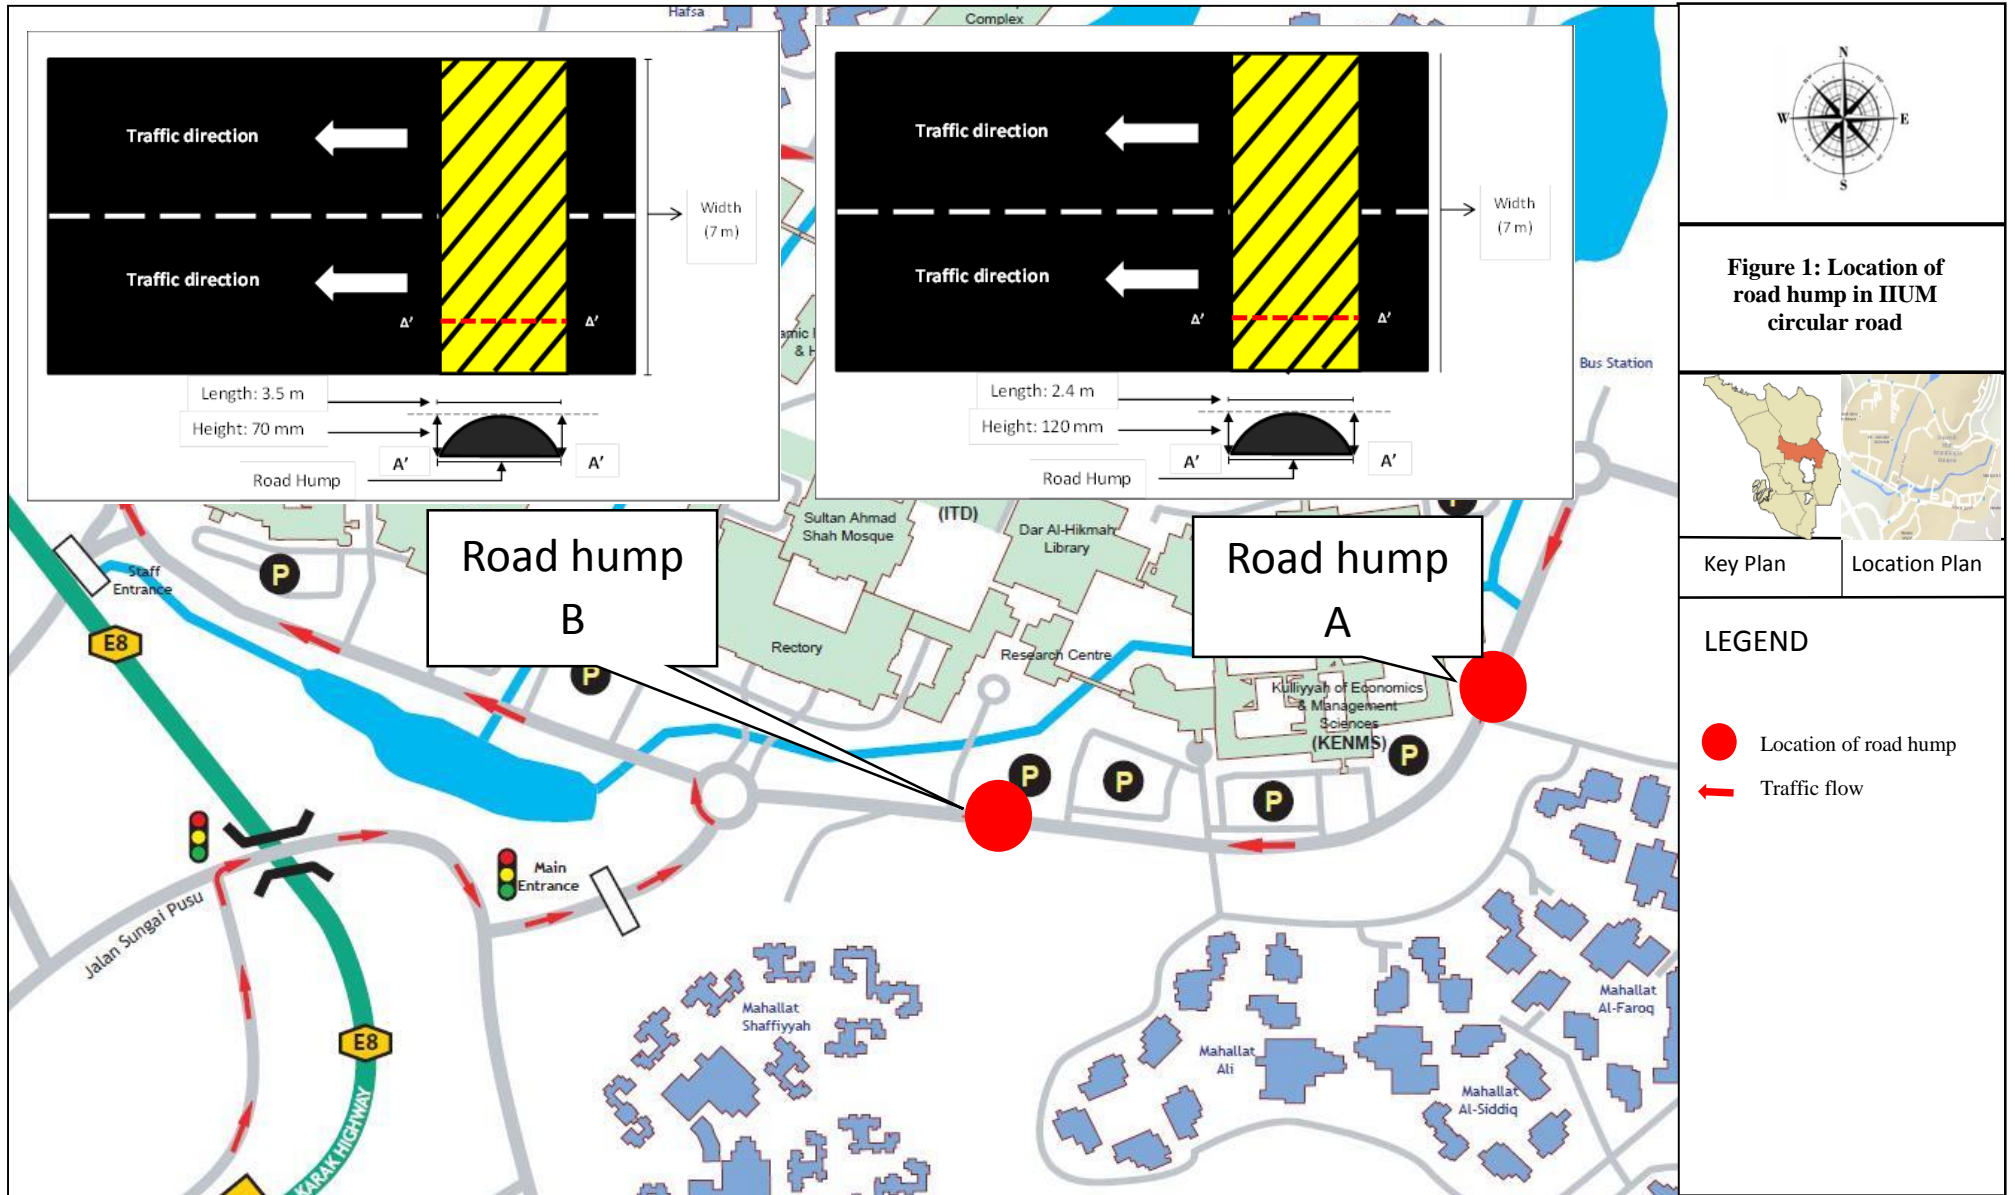 Hafsa
Complex
Traffic direction
Traffic direction
Width
(7 m)
Δ'
Δ'
Length: 3.5 m
Height: 70 mm
A'
A'
Road Hump
Traffic direction
Traffic direction
Width
(7 m)
Δ'
Δ'
Length: 2.4 m
Height: 120 mm
A'
A'
Road Hump
amic
& H
Bus Station
N
W
E
S
Figure 1: Location of
road hump in IIUM
circular road
Key Plan
Location Plan
LEGEND
Location of road hump
Traffic flow
Road hump
B
Road hump
A
Sultan Ahmad
Shah Mosque
(ITD)
Dar Al-Hikmah
Library
Rectory
Research Centre
Kulliyyah of Economics
& Management
Sciences
(KENMS)
Staff
Entrance
P
P
P
P
P
P
E8
Main
Entrance
Jalan Sungai Pusu
E8
KARAK HIGHWAY
Mahallat
Shaffiyyah
Mahallat
Ali
Mahallat
Al-Siddiq
Mahallat
Al-Faroq